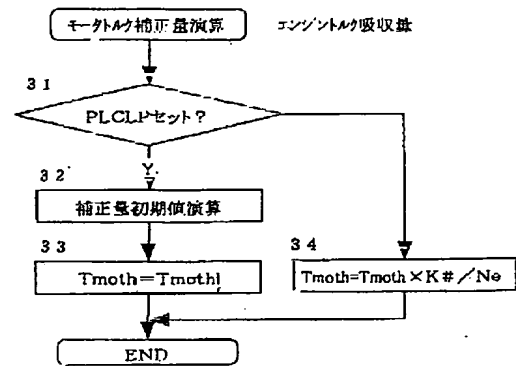 モータトルク補正量演算
エンジントルク吸収量
31
PLCLPセット?
Y
32
補正量初期値演算
33
Tmoth=TmothI
34
Tmoth=Tmoth×K#/Ne
END